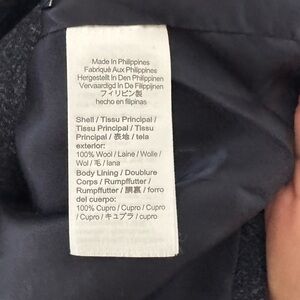 Made In Philippines
Fabriqué Aux Philippines
Hergestellt In Den Philippinen
Vervaardigd In De Filippijnen
フィリピン製
hecho en filipinas
Shell / Tissu Principal /
Tissu Principal / Tissu
Principal / 表地 / tela
exterior:
100% Wool / Laine / Wolle /
Wol / 毛 / lana
Body Lining / Doublure
Corps / Rumpffutter /
Rumpffutter / 胴裏 / forro
del cuerpo:
100% Cupro / Cupro / Cupro
/ Cupro / キュプラ / cupro